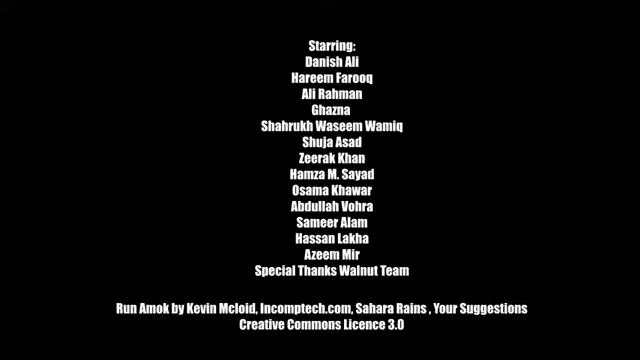 Starring:
Danish Ali
Hareem Farooq
Ali Rahman
Ghazna
Shahrukh Waseem Wamiq
Shuja Asad
Zeerak Khan
Hamza M. Sayad
Osama Khawar
Abdullah Vohra
Sameer Alam
Hassan Lakha
Azeem Mir
Special Thanks Walnut Team
Run Amok by Kevin Mcloid, Incomptech.com, Sahara Rains , Your Suggestions
Creative Commons Licence 3.0